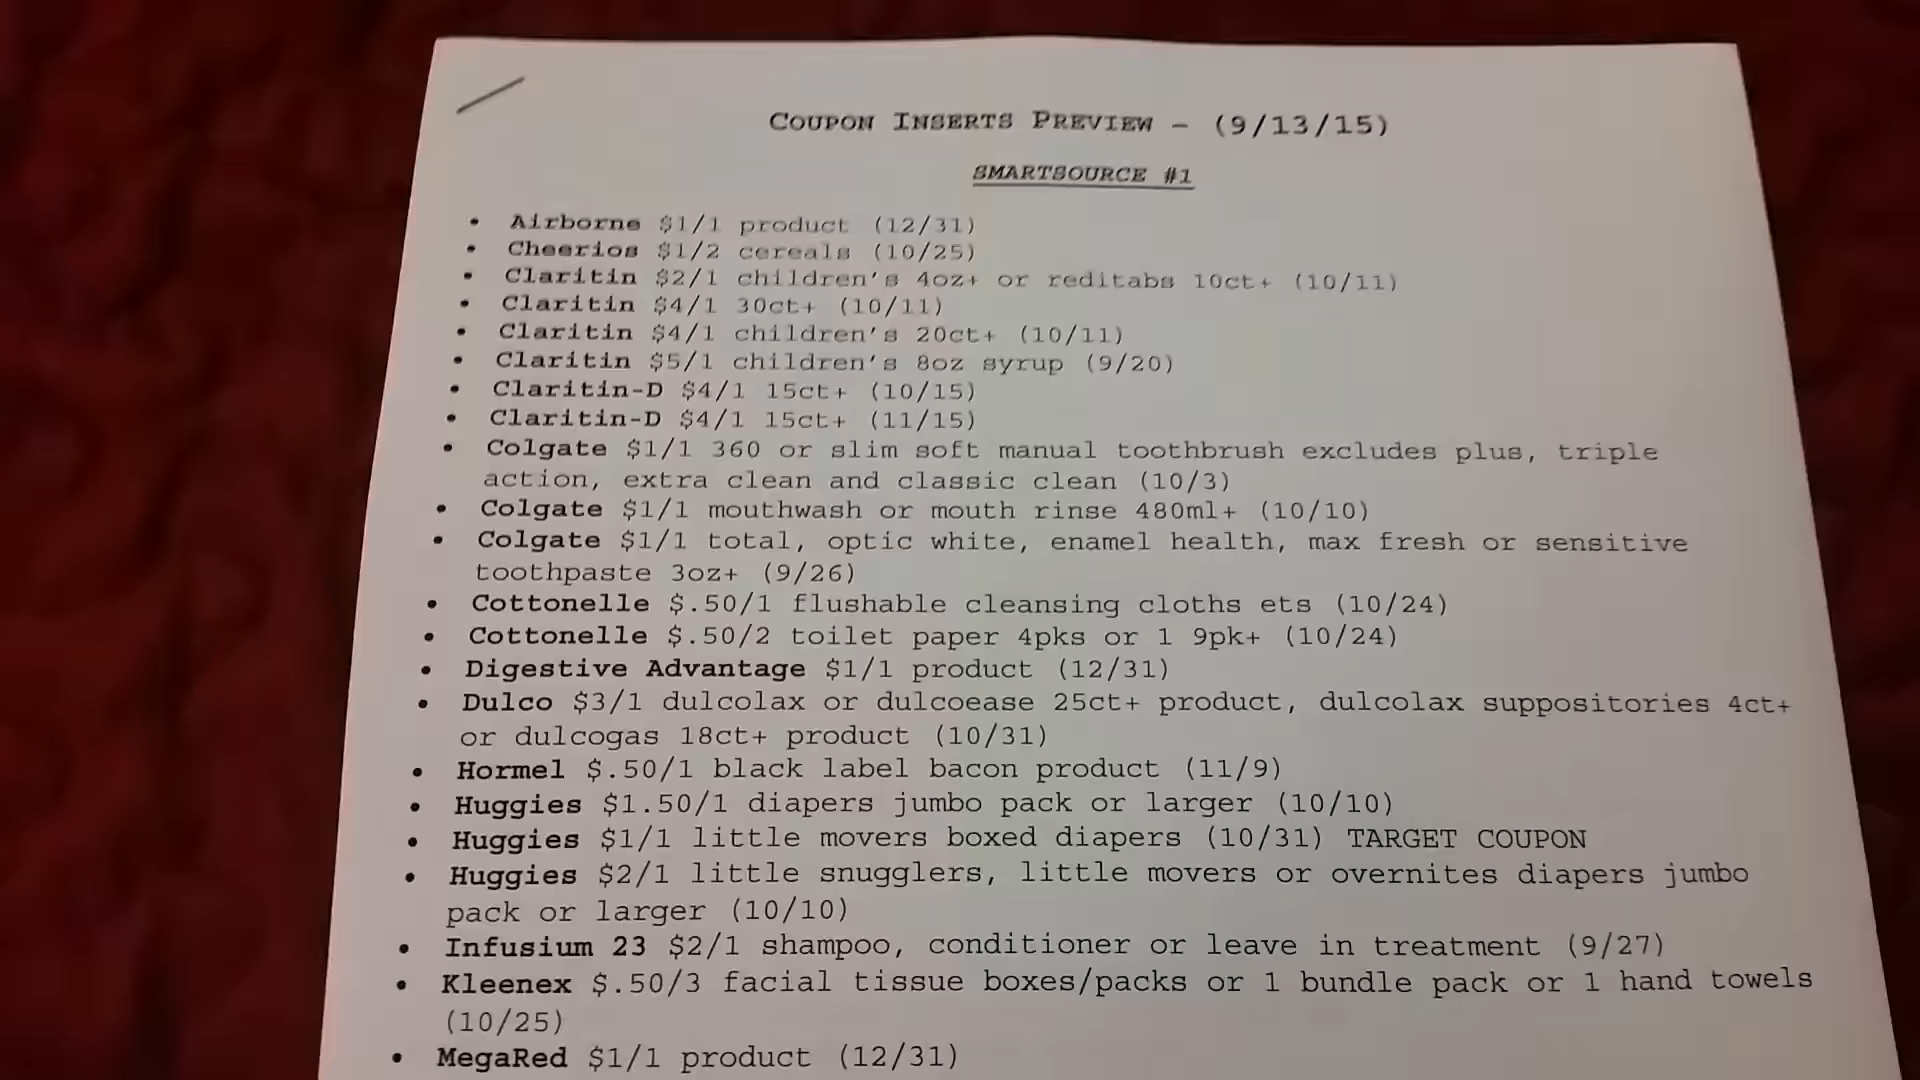 COUPON INSERTS PREVIEW – (9/13/15)
SMARTSOURCE #1
• Airborne $1/1 product (12/31)
• Cheerios $1/2 cereals (10/25)
• Claritin $2/1 children's 4oz+ or reditabs 10ct+ (10/11)
• Claritin $4/1 30ct+ (10/11)
• Claritin $4/1 children's 20ct+ (10/11)
• Claritin $5/1 children's 8oz syrup (9/20)
• Claritin-D $4/1 15ct+ (10/15)
• Claritin-D $4/1 15ct+ (11/15)
• Colgate $1/1 360 or slim soft manual toothbrush excludes plus, triple
action, extra clean and classic clean (10/3)
• Colgate $1/1 mouthwash or mouth rinse 480ml+ (10/10)
• Colgate $1/1 total, optic white, enamel health, max fresh or sensitive
toothpaste 3oz+ (9/26)
• Cottonelle $.50/1 flushable cleansing cloths ets (10/24)
• Cottonelle $.50/2 toilet paper 4pks or 1 9pk+ (10/24)
• Digestive Advantage $1/1 product (12/31)
• Dulco $3/1 dulcolax or dulcoease 25ct+ product, dulcolax suppositories 4ct+
or dulcogas 18ct+ product (10/31)
• Hormel $.50/1 black label bacon product (11/9)
• Huggies $1.50/1 diapers jumbo pack or larger (10/10)
• Huggies $1/1 little movers boxed diapers (10/31) TARGET COUPON
• Huggies $2/1 little snugglers, little movers or overnites diapers jumbo
pack or larger (10/10)
• Infusium 23 $2/1 shampoo, conditioner or leave in treatment (9/27)
• Kleenex $.50/3 facial tissue boxes/packs or 1 bundle pack or 1 hand towels
(10/25)
• MegaRed $1/1 product (12/31)